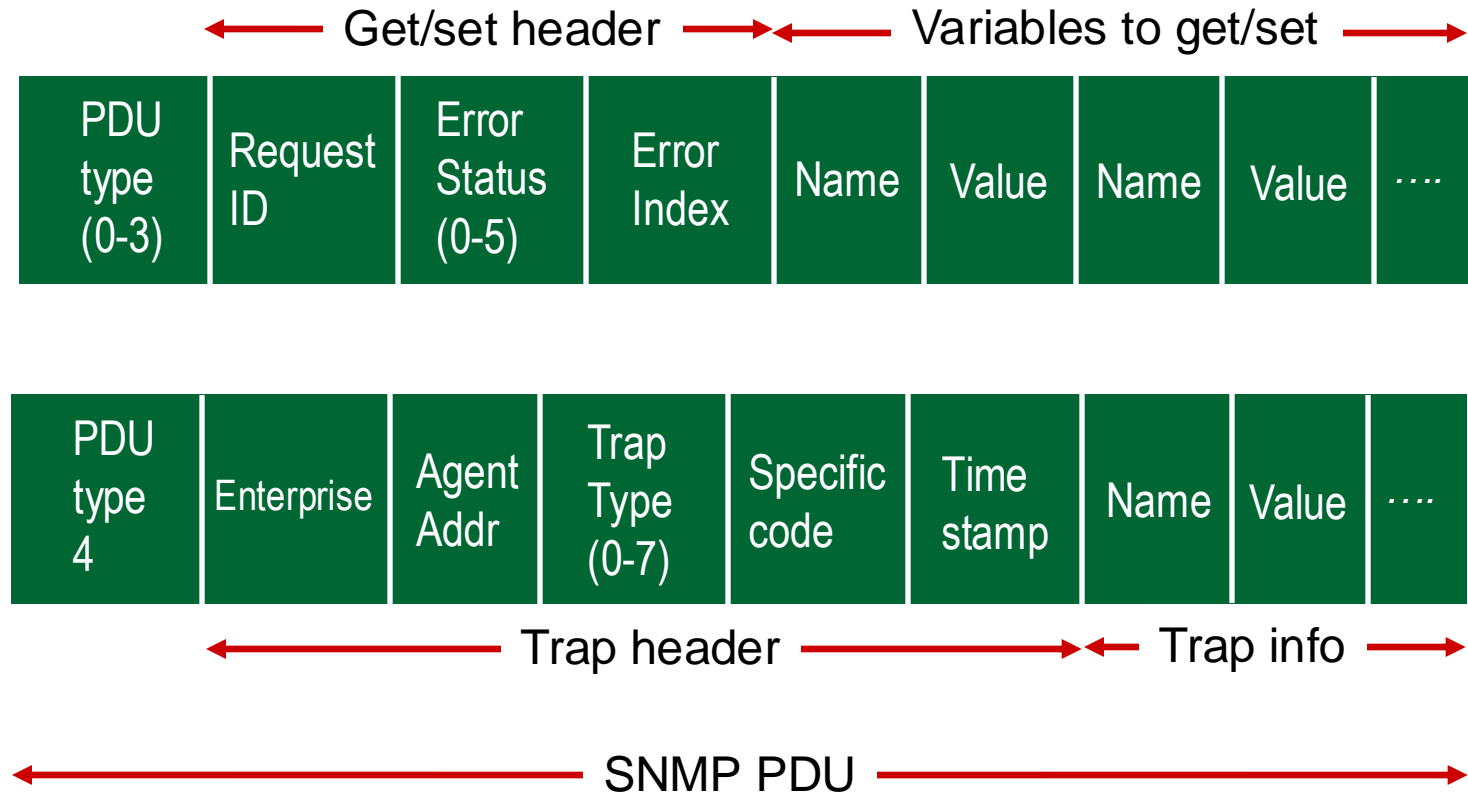 Get/set header
Variables to get/set
PDU
type
(0-3)
Request
ID
Error
Status
(0-5)
Error
Index
Name
Value
Name
Value
....
PDU
type
4
Enterprise
Agent
Addr
Trap
Type
(0-7)
Specific
code
Time
stamp
Name
Value
....
Trap header
Trap info
SNMP PDU